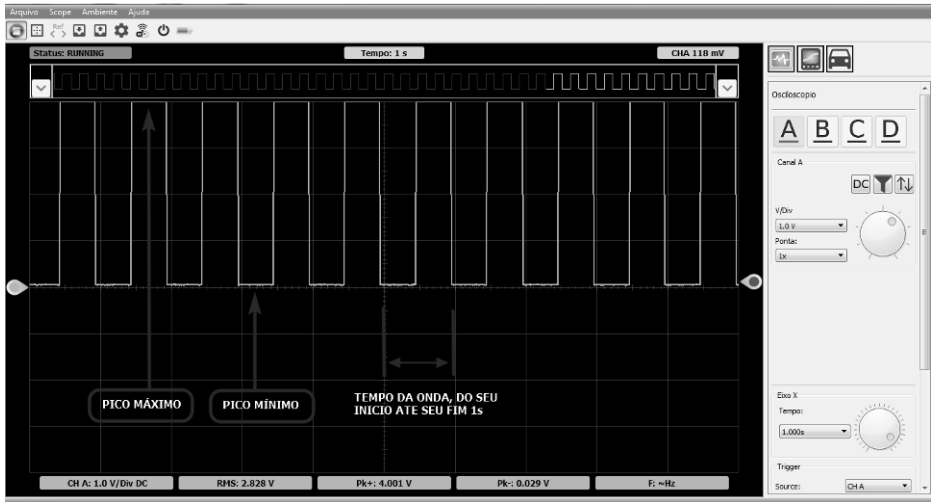 Arquivo Scope Ambiente Ajuda
Ref
Status: RUNNING
Tempo: 1 s
CHA 118 mV
Osciloscopio
A B C D
Canal A
DC
V/Div
1.0 V
Ponta:
1x
PICO MÁXIMO
PICO MÍNIMO
TEMPO DA ONDA, DO SEU
INICIO ATE SEU FIM 1s
Eixo X
Tempo:
1.000s
Trigger
Source:
CH A
CH A: 1.0 V/Div DC
RMS: 2.828 V
Pk+: 4.001 V
Pk-: 0.029 V
F: ~Hz